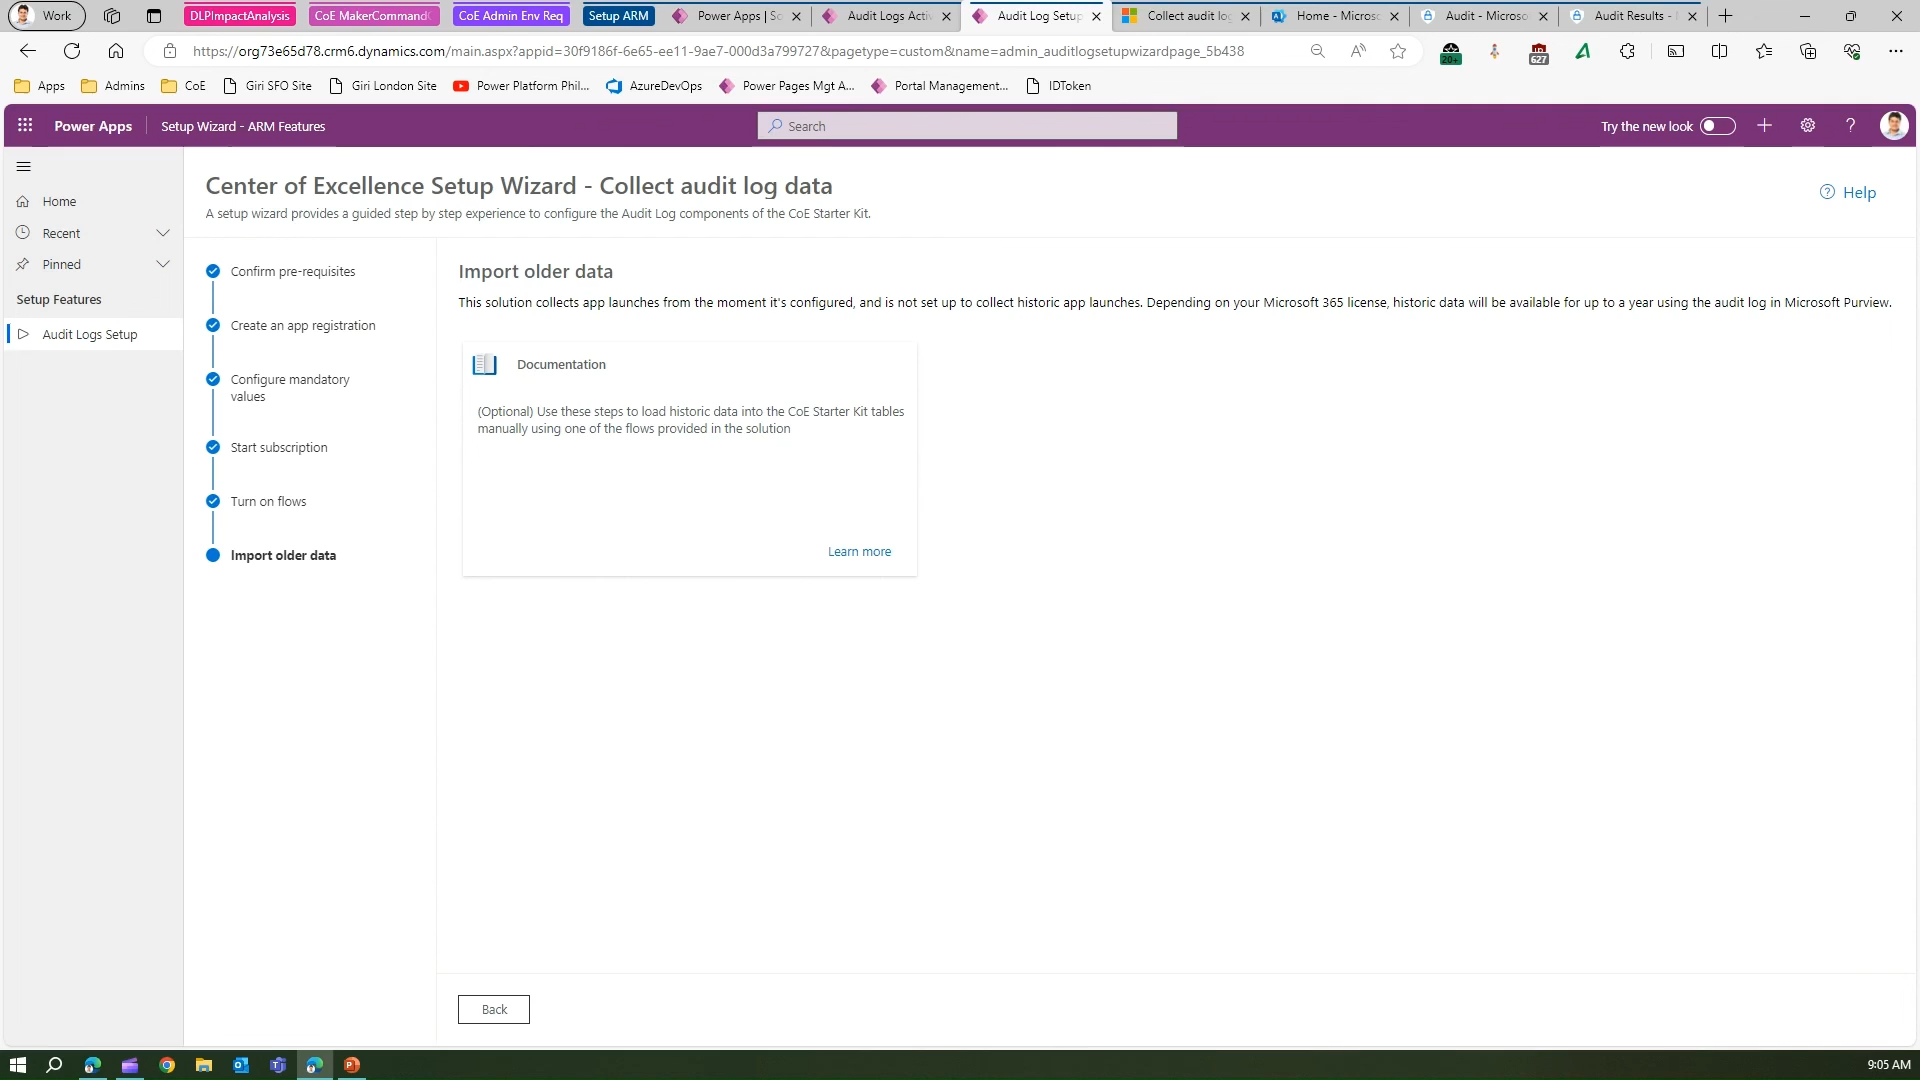 Work
DLPImpactAnalysis
CoE MakerCommand
CoE Admin Env Req
Setup ARM
Power Apps | So
Audit Logs Activ
Audit Log Setup
Collect audit log
Home - Microso
Audit - Microso
Audit Results -
https://org73e65d78.crm6.dynamics.com/main.aspx?appid=30f9186f-6e65-ee11-9ae7-000d3a799727&pagetype=custom&name=admin_auditlogsetupwizardpage_5b438
20+
627
Apps
Admins
CoE
Giri SFO Site
Giri London Site
Power Platform Phil...
AzureDevOps
Power Pages Mgt A...
Portal Management...
IDToken
Power Apps
Setup Wizard - ARM Features
Search
Try the new look
Home
Recent
Pinned
Setup Features
Audit Logs Setup
Center of Excellence Setup Wizard - Collect audit log data
Help
A setup wizard provides a guided step by step experience to configure the Audit Log components of the CoE Starter Kit.
Confirm pre-requisites
Create an app registration
Configure mandatory
values
Start subscription
Turn on flows
Import older data
Import older data
This solution collects app launches from the moment it's configured, and is not set up to collect historic app launches. Depending on your Microsoft 365 license, historic data will be available for up to a year using the audit log in Microsoft Purview.
Documentation
(Optional) Use these steps to load historic data into the CoE Starter Kit tables
manually using one of the flows provided in the solution
Learn more
Back
9:05 AM